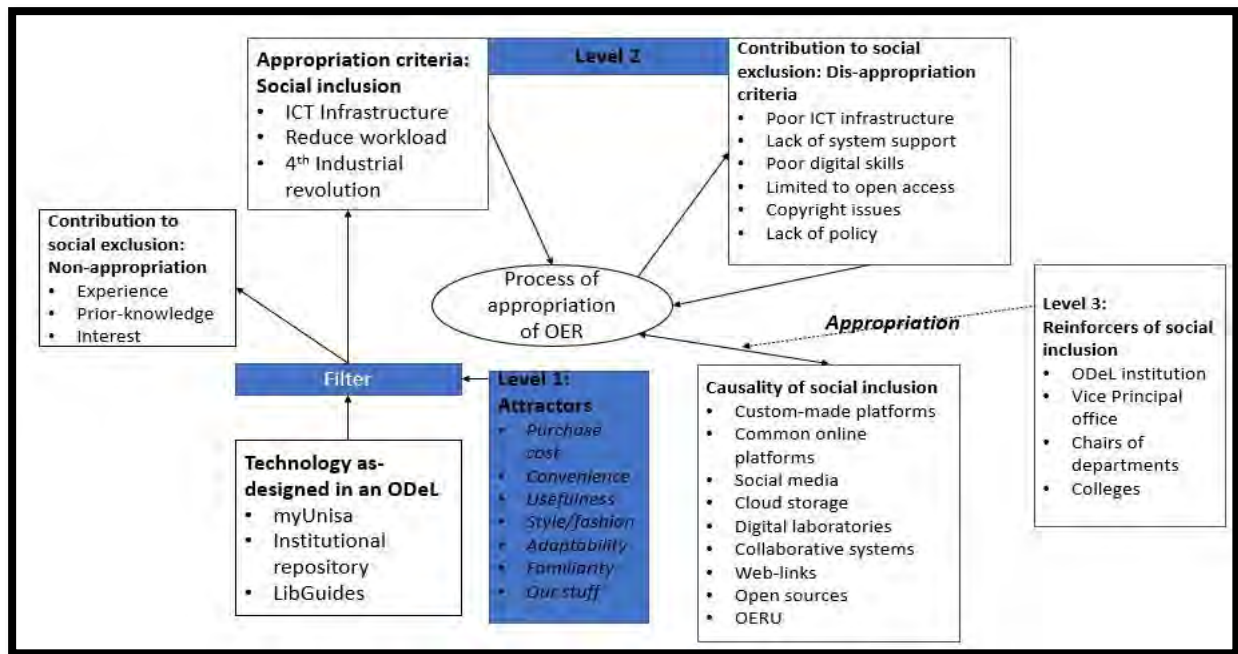 Appropriation criteria:
Social inclusion
• ICT Infrastructure
• Reduce workload
• 4th Industrial
revolution
Level 2
Contribution to social
exclusion: Dis-appropriation
criteria
• Poor ICT infrastructure
• Lack of system support
• Poor digital skills
• Limited to open access
• Copyright issues
• Lack of policy
Contribution to
social exclusion:
Non-appropriation
• Experience
• Prior-knowledge
• Interest
Process of
appropriation
of OER
Appropriation
Level 3:
Reinforcers of social
inclusion
• ODeL institution
• Vice Principal
office
• Chairs of
departments
• Colleges
Filter
Level 1:
Attractors
• Purchase
cost
• Convenience
• Usefulness
• Style/fashion
• Adaptability
• Familiarity
• Our stuff
Technology as-
designed in an ODeL
• myUnisa
• Institutional
repository
• LibGuides
Causality of social inclusion
• Custom-made platforms
• Common online
platforms
• Social media
• Cloud storage
• Digital laboratories
• Collaborative systems
• Web-links
• Open sources
• OERU